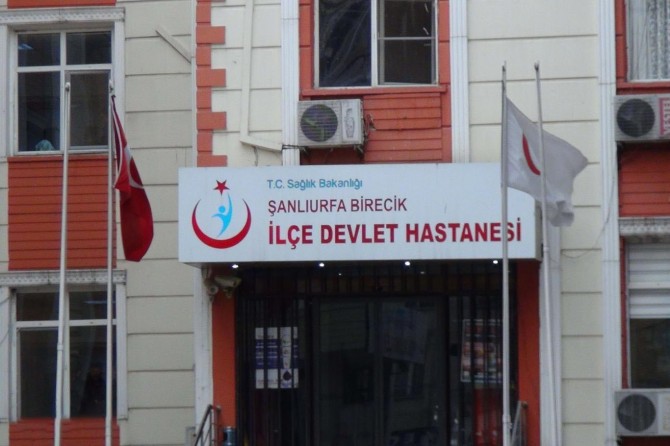 T.C. Sağlık Bakanlığı
ŞANLIURFA BİRECİK
İLÇE DEVLET HASTANESİ